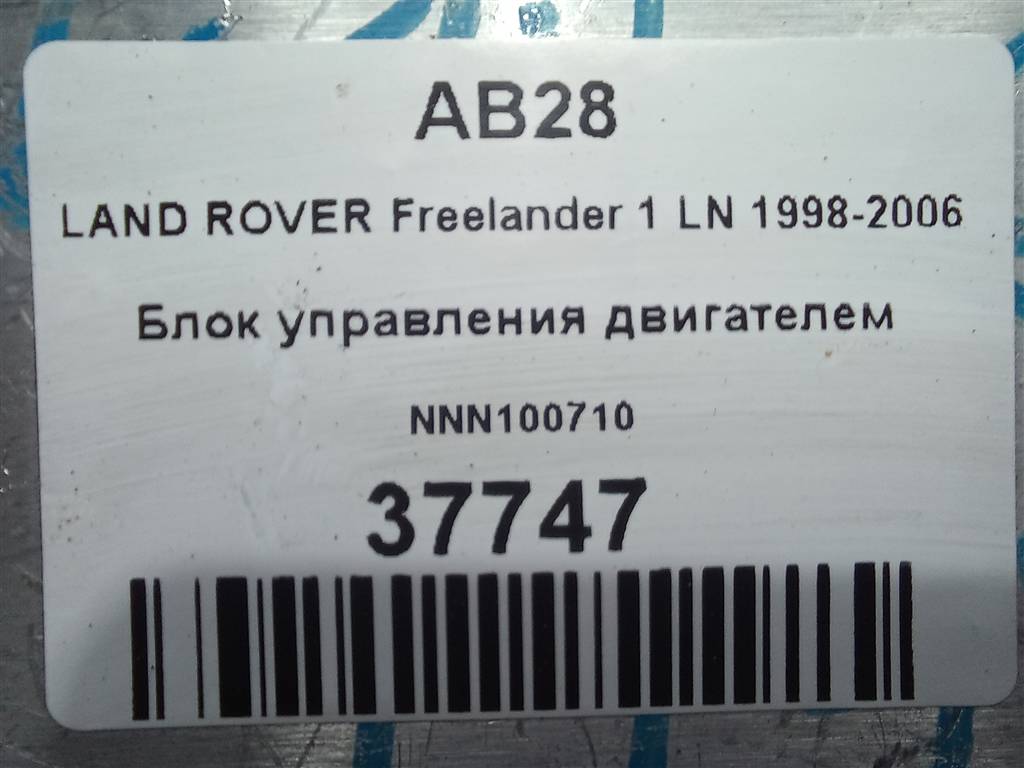 AB28
LAND ROVER Freelander 1 LN 1998-2006
Блок управления двигателем
NNN100710
37747